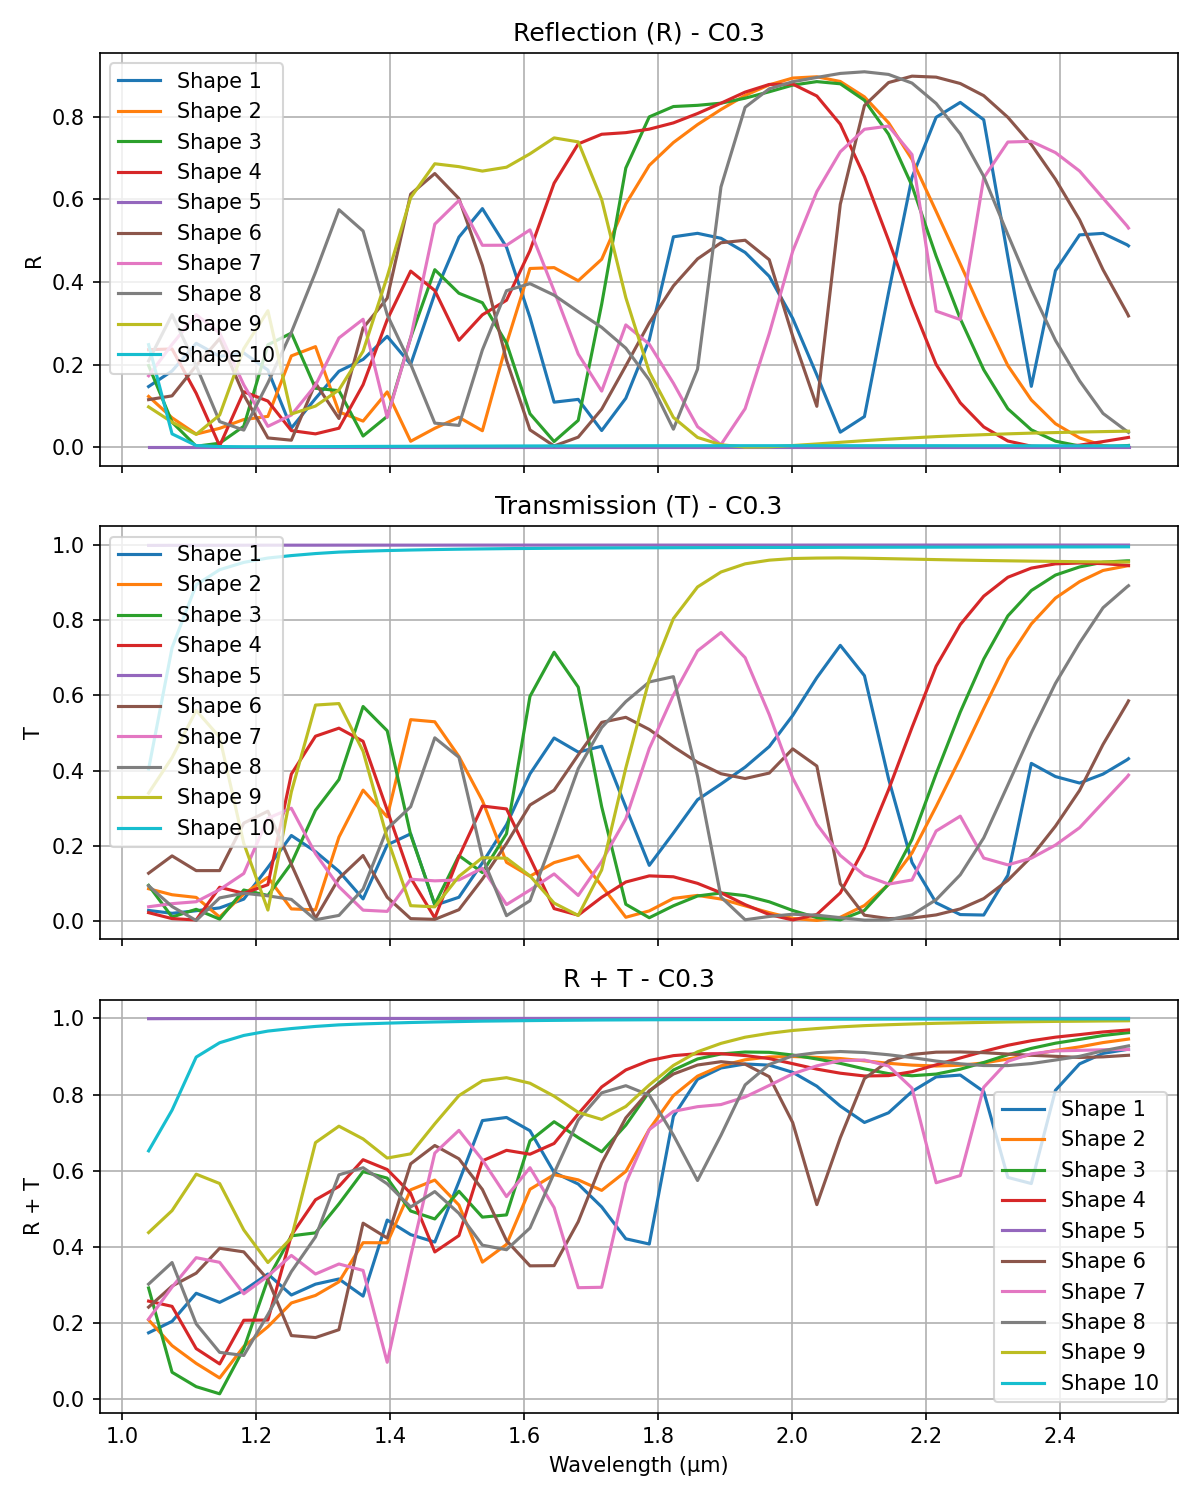 Reflection (R) - C0.3
R
0.8
0.6
0.4
0.2
0.0
Shape 1
Shape 2
Shape 3
Shape 4
Shape 5
Shape 6
Shape 7
Shape 8
Shape 9
Shape 10
Transmission (T) - C0.3
T
1.0
0.8
0.6
0.4
0.2
0.0
Shape 1
Shape 2
Shape 3
Shape 4
Shape 5
Shape 6
Shape 7
Shape 8
Shape 9
Shape 10
R + T - C0.3
R + T
1.0
0.8
0.6
0.4
0.2
0.0
Shape 1
Shape 2
Shape 3
Shape 4
Shape 5
Shape 6
Shape 7
Shape 8
Shape 9
Shape 10
1.0 1.2 1.4 1.6 1.8 2.0 2.2 2.4
Wavelength (µm)